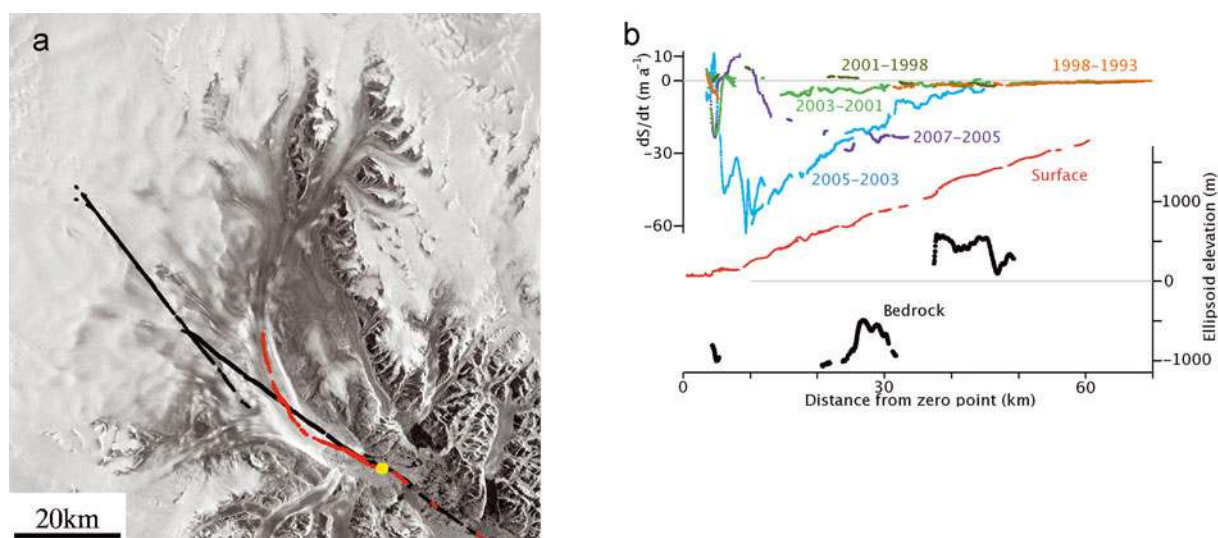 a
20km
b
10
0
-30
-60
dS/dt (m a⁻¹)
2001-1998
1998-1993
2003-2001
2007-2005
2005-2003
Surface
Bedrock
1000
0
-1000
Ellipsoid elevation (m)
0
30
60
Distance from zero point (km)